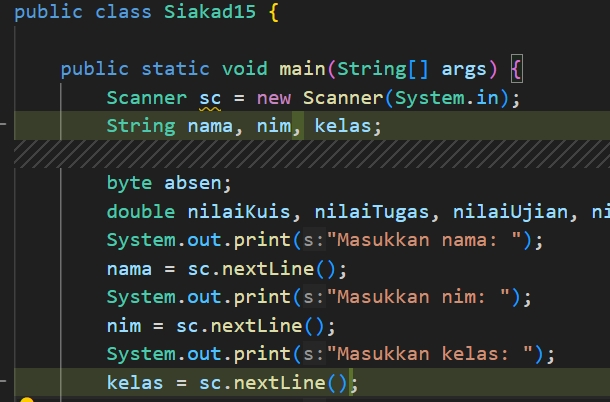 public class Siakad15 {
public static void main(String[] args) {
Scanner sc = new Scanner(System.in);
String nama, nim, kelas;
byte absen;
double nilaiKuis, nilaiTugas, nilaiUjian, ni
System.out.print(s:"Masukkan nama: ");
nama = sc.nextLine();
System.out.print(s:"Masukkan nim: ");
nim = sc.nextLine();
System.out.print(s:"Masukkan kelas: ");
kelas = sc.nextLine();